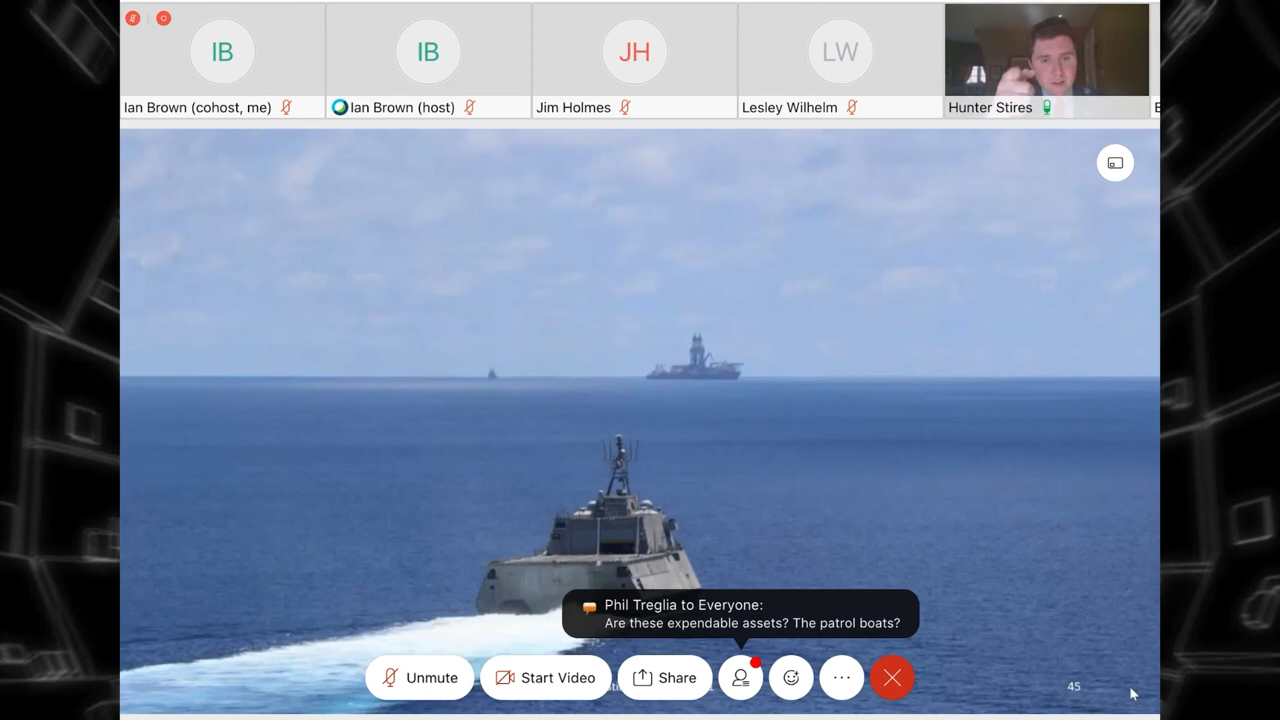 IB
IB
JH
LW
Ian Brown (cohost, me)
Ian Brown (host)
Jim Holmes
Lesley Wilhelm
Hunter Stires
Phil Treglia to Everyone:
Are these expendable assets? The patrol boats?
Unmute
Start Video
Share
45